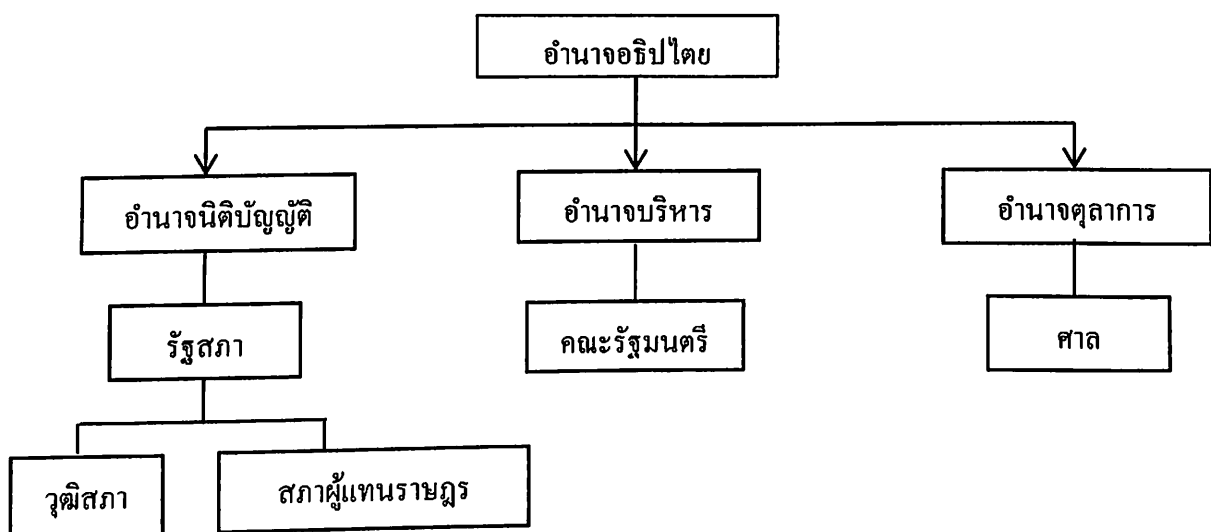 อำนาจอธิปไตย
อำนาจนิติบัญญัติ
อำนาจบริหาร
อำนาจตุลาการ
รัฐสภา
คณะรัฐมนตรี
ศาล
วุฒิสภา
สภาผู้แทนราษฎร